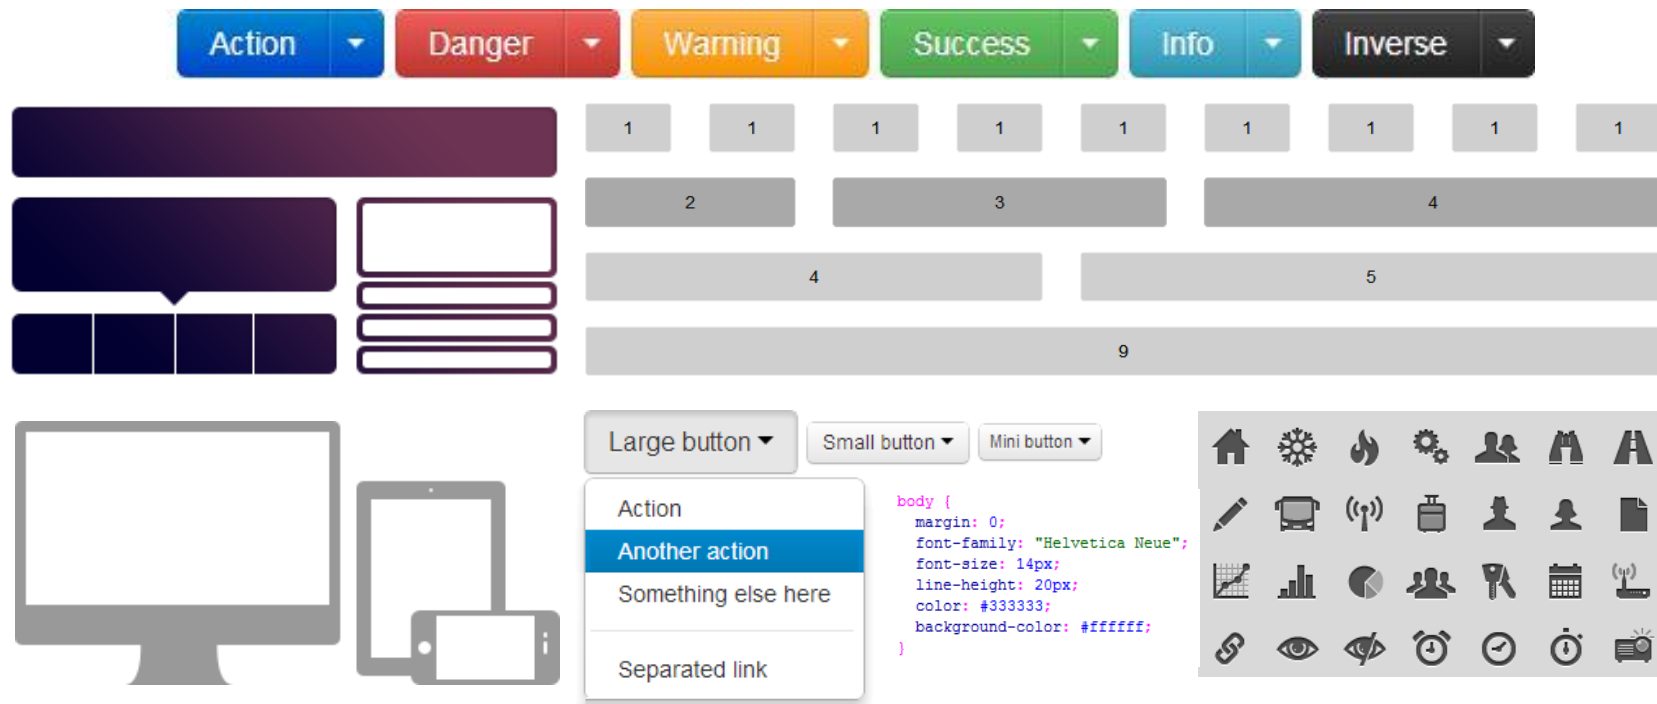 Action Danger Warning Success Info Inverse
1 1 1 1 1 1 1 1 1
2 3 4
4 5
9
Large button Small button Mini button
Action
Another action
Something else here
Separated link
body {
margin: 0;
font-family: "Helvetica Neue";
font-size: 14px;
line-height: 20px;
color: #333333;
background-color: #ffffff;
}